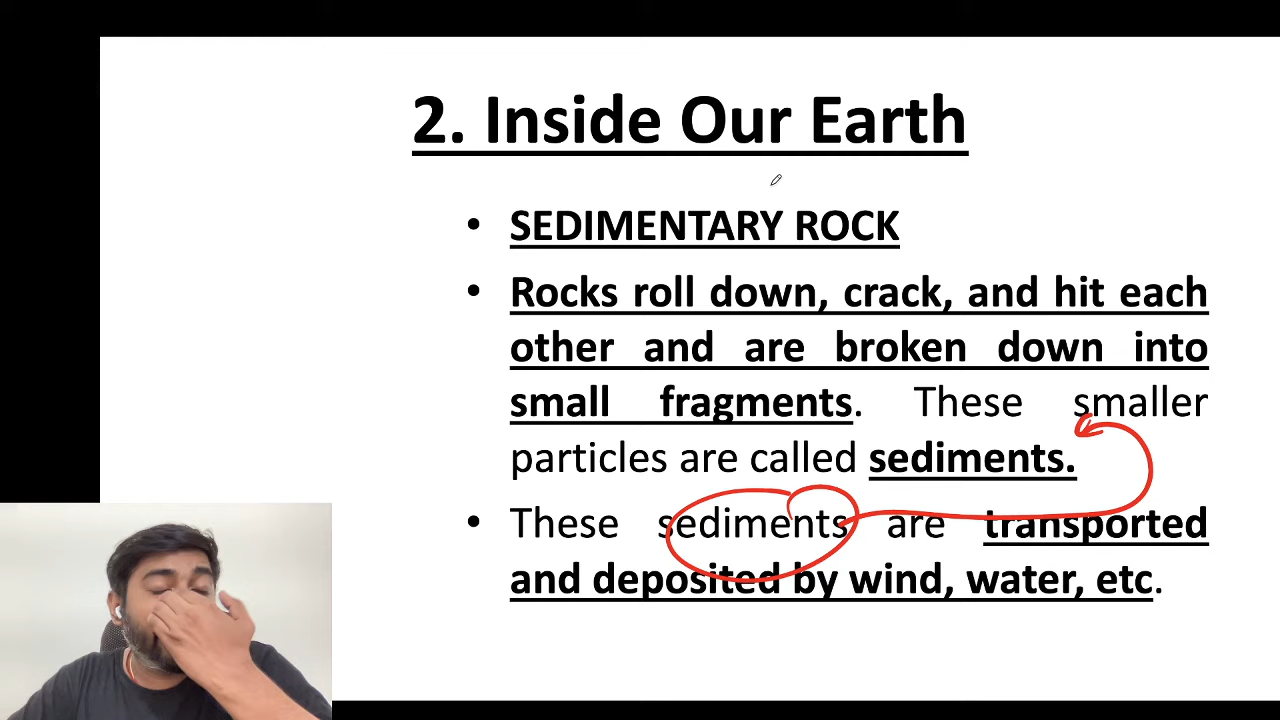 2. Inside Our Earth
• SEDIMENTARY ROCK
• Rocks roll down, crack, and hit each
other and are broken down into
small fragments. These smaller
particles are called sediments.
• These sediments are transported
and deposited by wind, water, etc.